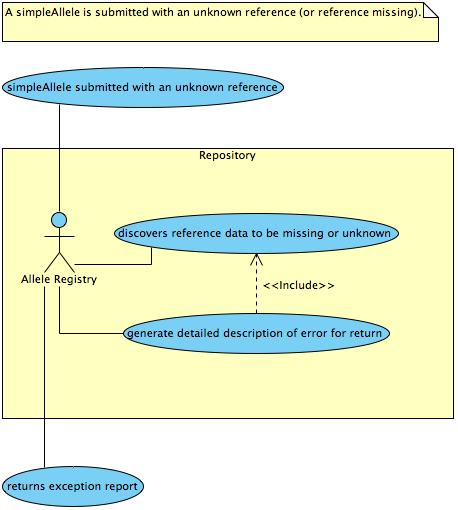 A simpleAllele is submitted with an unknown reference (or reference missing).
simpleAllele submitted with an unknown reference
Repository
discovers reference data to be missing or unknown
Allele Registry
<<Include>>
generate detailed description of error for return
returns exception report